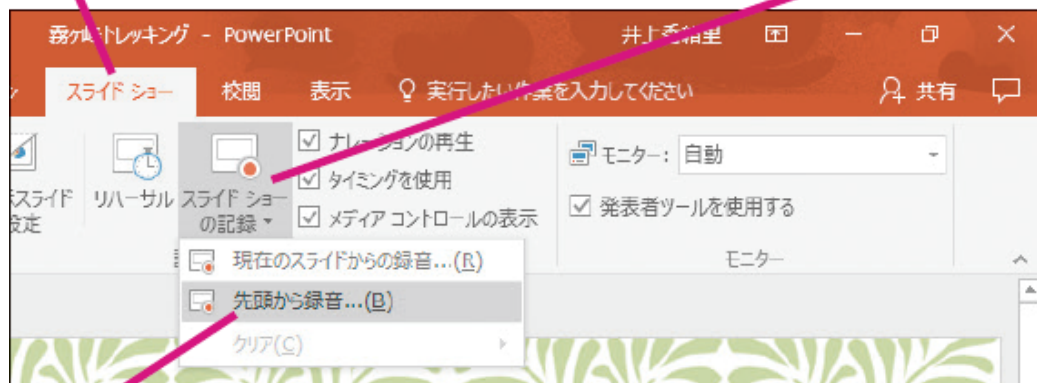 霧ヶ峰トレッキング - PowerPoint 井上香緒里
スライド ショー 校閲 表示 実行したい作業を入力してください 共有
スライド
設定
リハーサル
スライド ショー
の記録
ナレーションの再生
タイミングを使用
メディア コントロールの表示
モニター: 自動
発表者ツールを使用する
モニター
現在のスライドからの録音...(R)
先頭から録音...(B)
クリア(C)